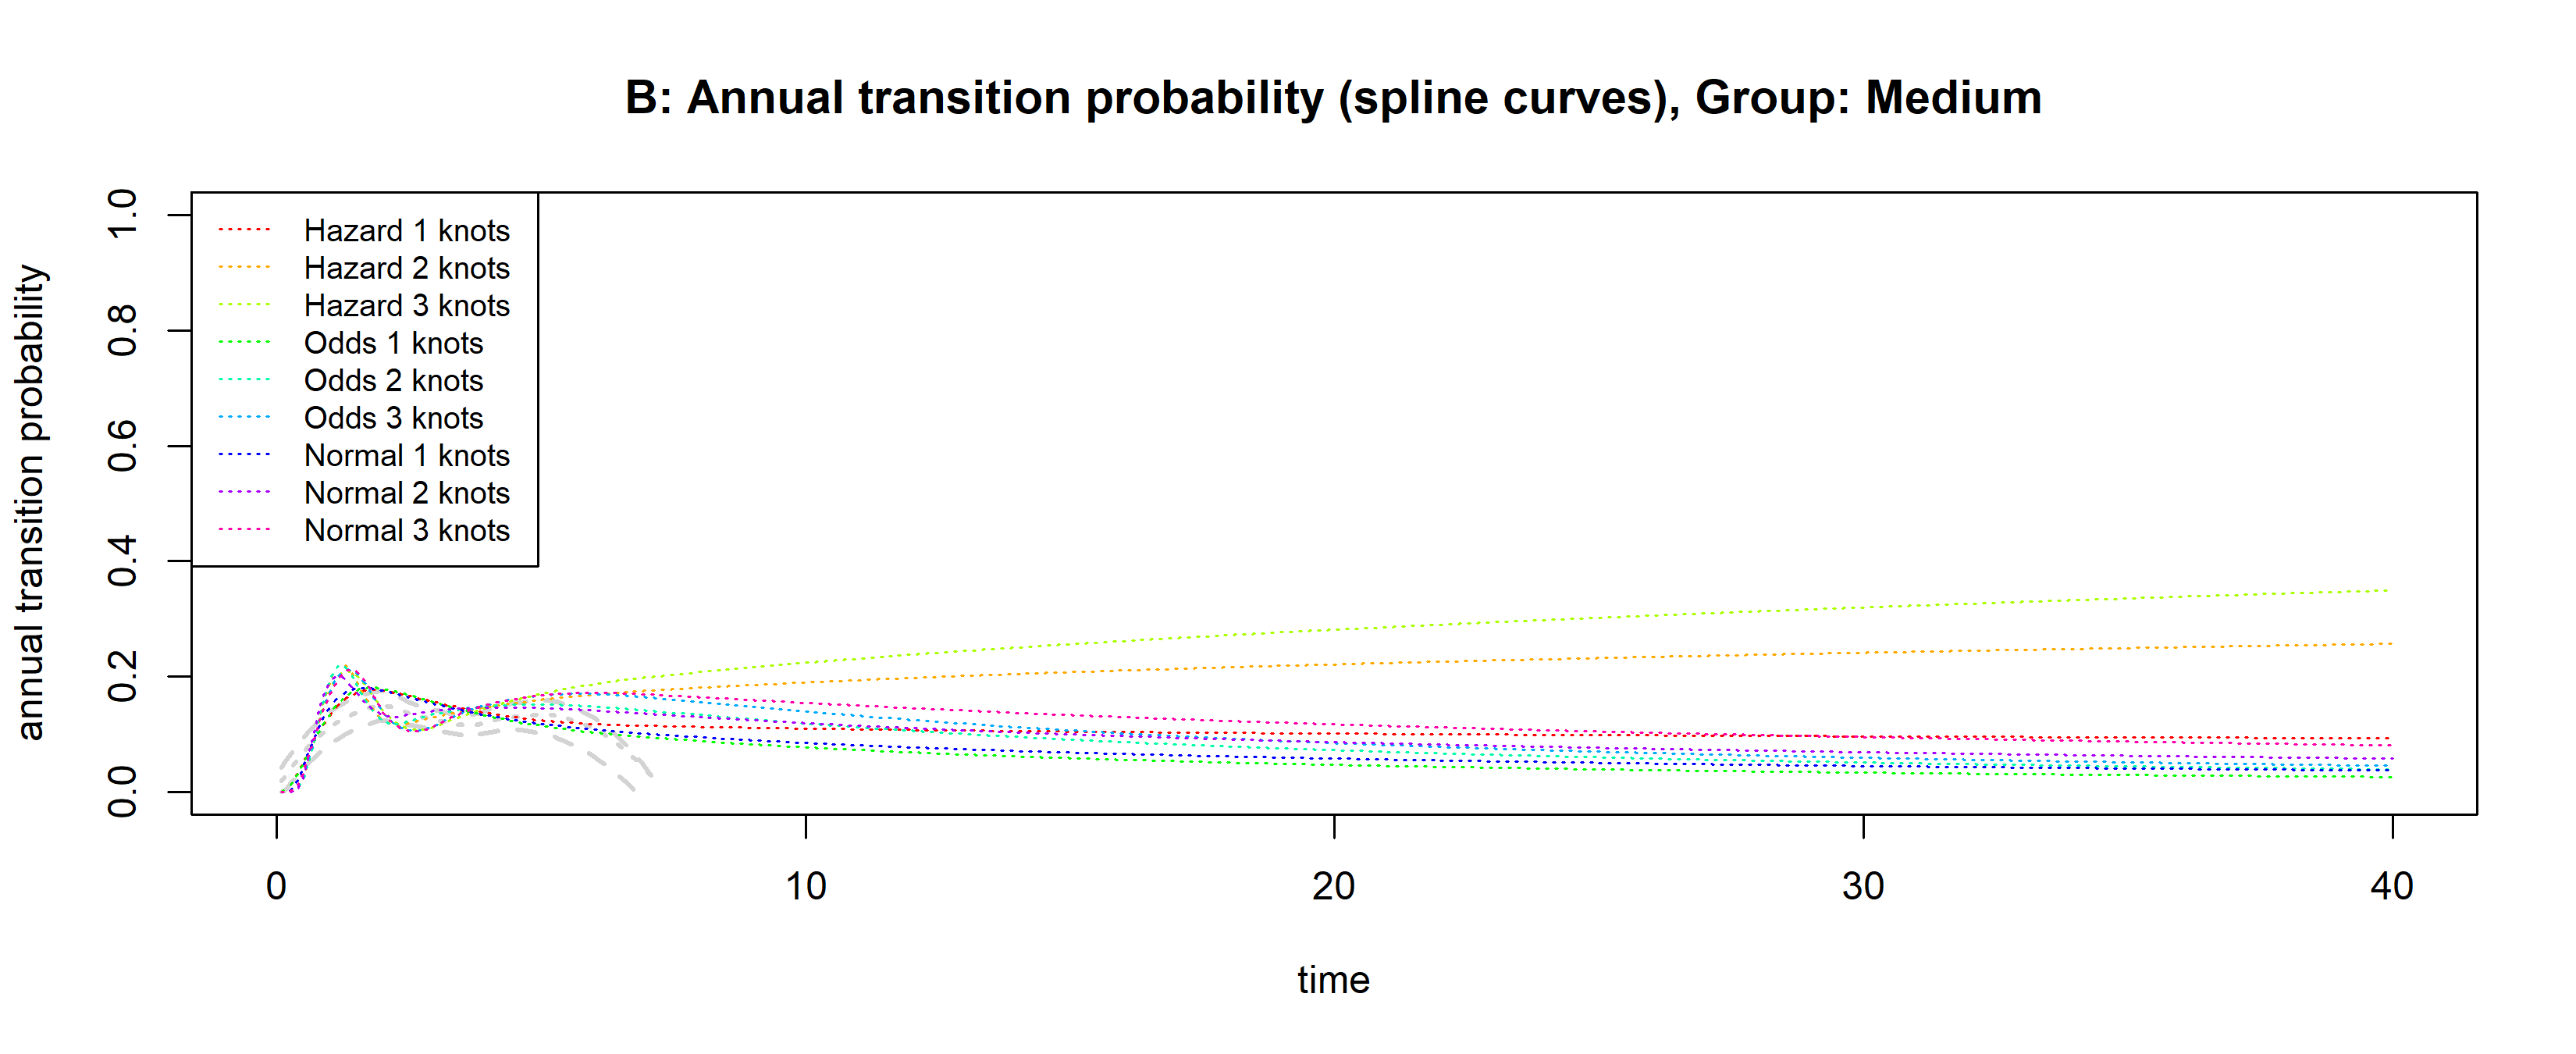 B: Annual transition probability (spline curves), Group: Medium
annual transition probability
1.0
0.8
0.6
0.4
0.2
0.0
Hazard 1 knots
Hazard 2 knots
Hazard 3 knots
Odds 1 knots
Odds 2 knots
Odds 3 knots
Normal 1 knots
Normal 2 knots
Normal 3 knots
0 10 20 30 40
time